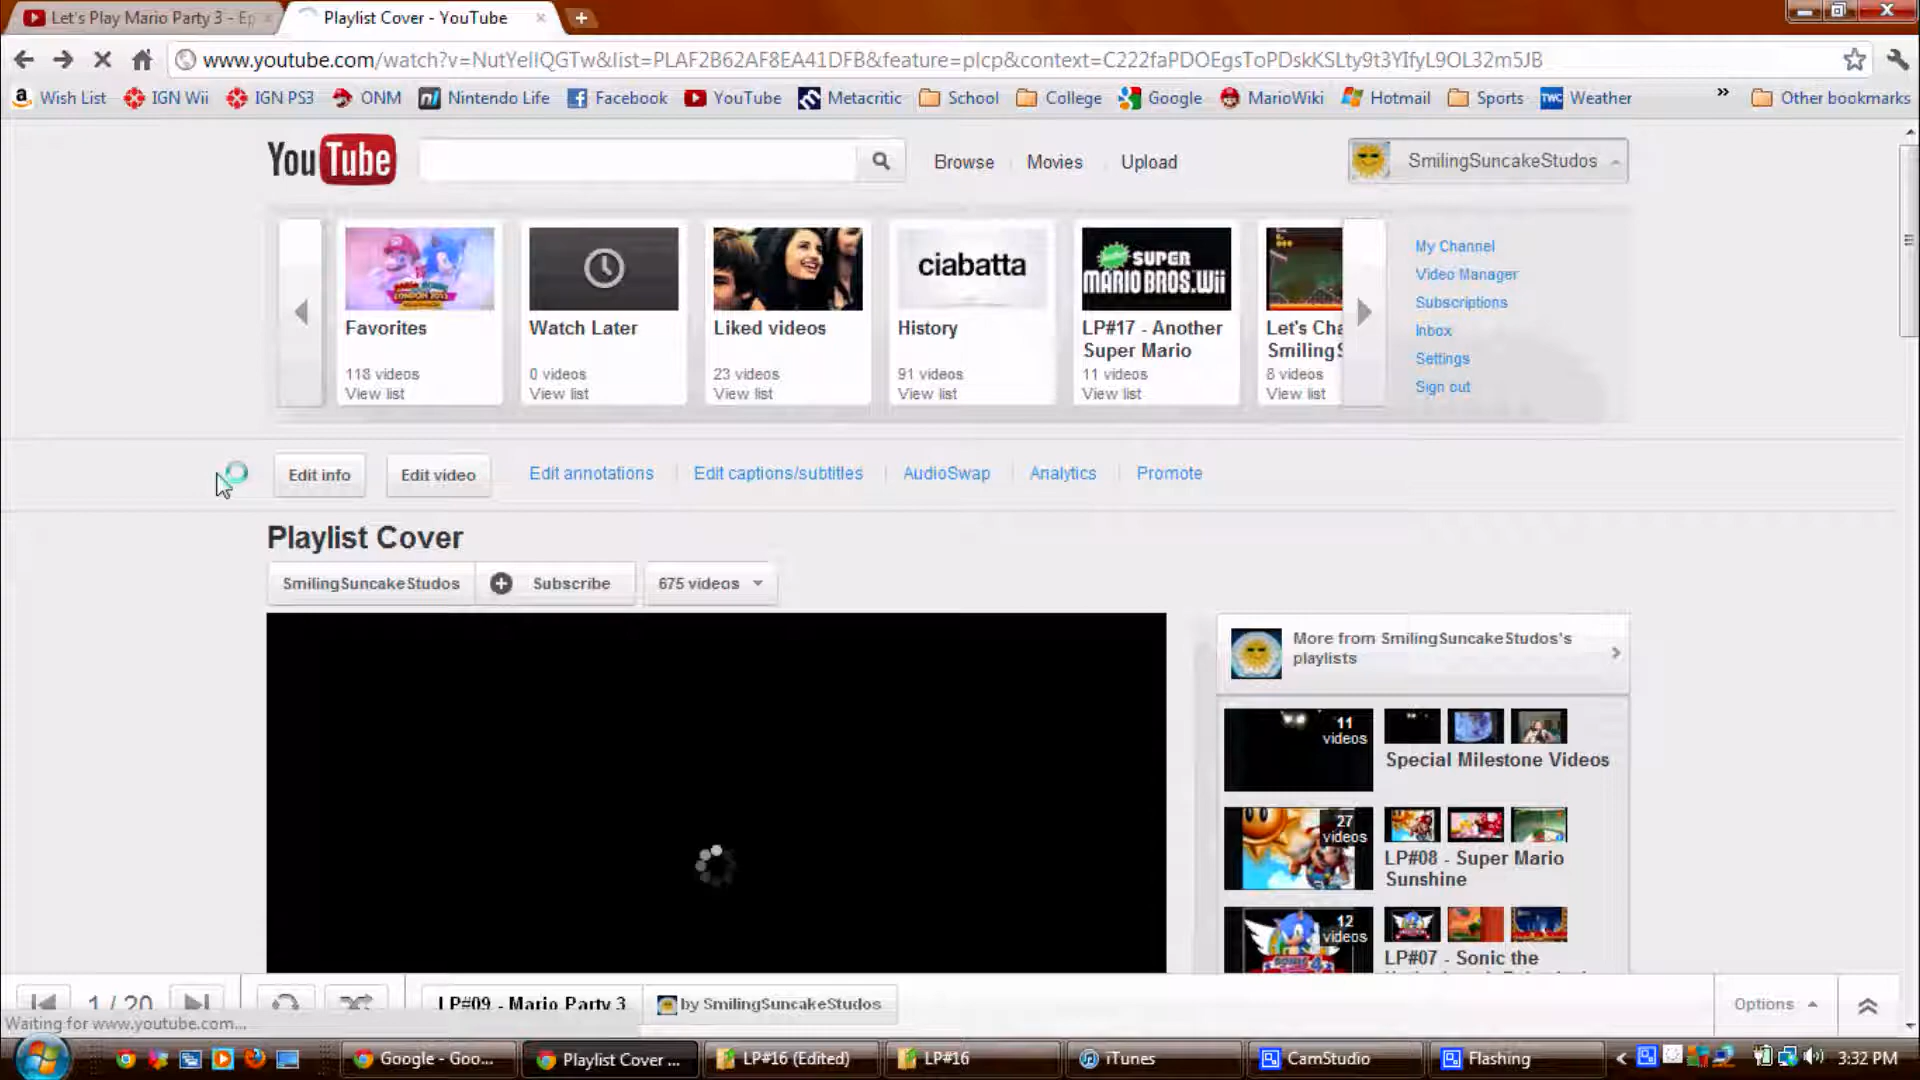 Let's Play Mario Party 3 - Ep
Playlist Cover - YouTube
www.youtube.com/watch?v=NutYellQGTw&list=PLAF2B62AF8EA41DFB&feature=plcp&context=C222faPDOEgsToPDskKSLty9t3YIfyL9OL32m5JB
Wish List IGN Wii IGN PS3 ONM Nintendo Life Facebook YouTube Metacritic School College Google MarioWiki Hotmail Sports Weather » Other bookmarks
YouTube Browse Movies Upload SmilingSuncakeStudos
ciabatta
SUPER
MARIO BROS.Wii
Favorites Watch Later Liked videos History LP#17 - Another Let's Cha
Super Mario SmilingS
118 videos 0 videos 23 videos 91 videos 11 videos 8 videos
View list View list View list View list View list View list
My Channel
Video Manager
Subscriptions
Inbox
Settings
Sign out
Edit info Edit video Edit annotations Edit captions/subtitles AudioSwap Analytics Promote
Playlist Cover
SmilingSuncakeStudos Subscribe 675 videos
More from SmilingSuncakeStudos's
playlists
11
videos
Special Milestone Videos
27
videos
LP#08 - Super Mario
Sunshine
12
videos
LP#07 - Sonic the
1 / 20 LP#09 - Mario Party 3 by SmilingSuncakeStudos Options
Waiting for www.youtube.com...
Google - Goo... Playlist Cover ... LP#16 (Edited) LP#16 iTunes CamStudio Flashing 3:32 PM